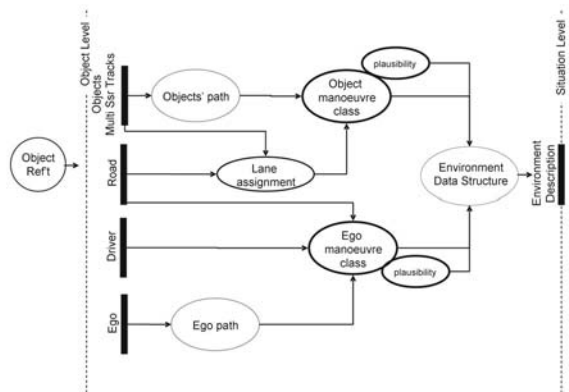 Object Level
Situation Level
Objects
Multi Ssr Tracks
Objects' path
Object
manoeuvre
class
plausibility
Object
Ref't
Road
Lane
assignment
Environment
Data Structure
Environment
Description
Driver
Ego
manoeuvre
class
plausibility
Ego
Ego path